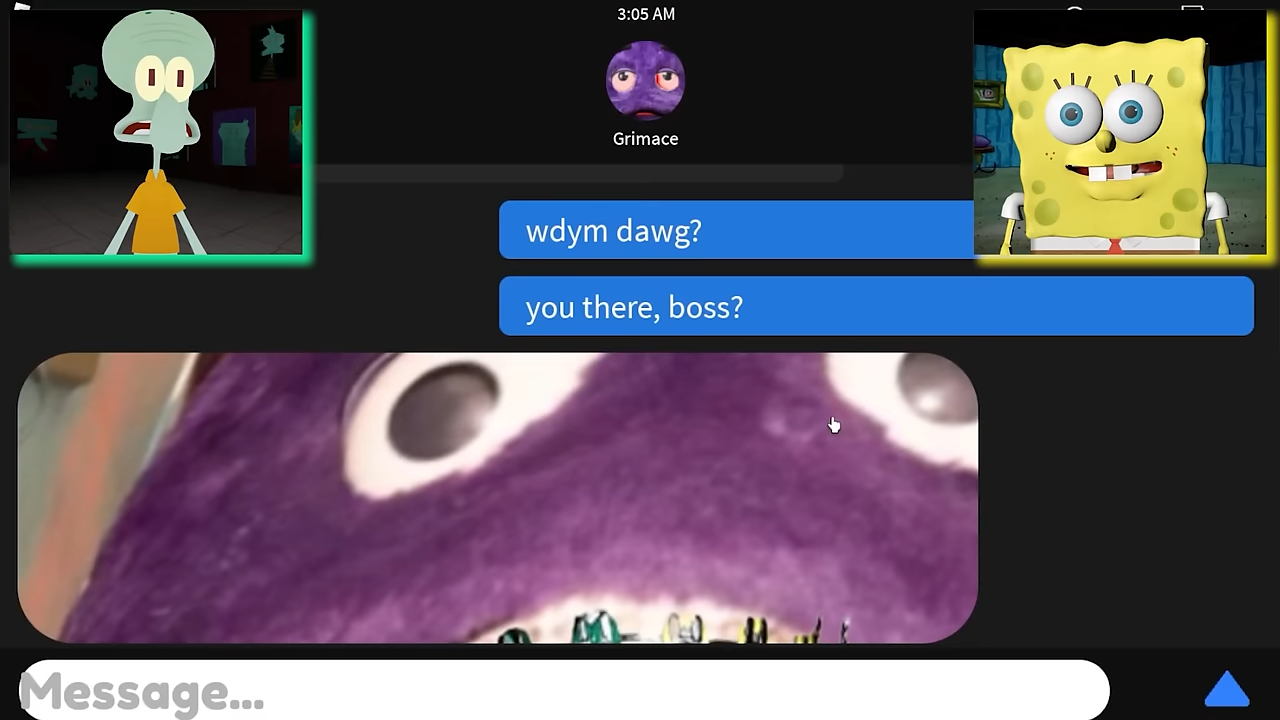 3:05 AM
Grimace
wdym dawg?
you there, boss?
Message...